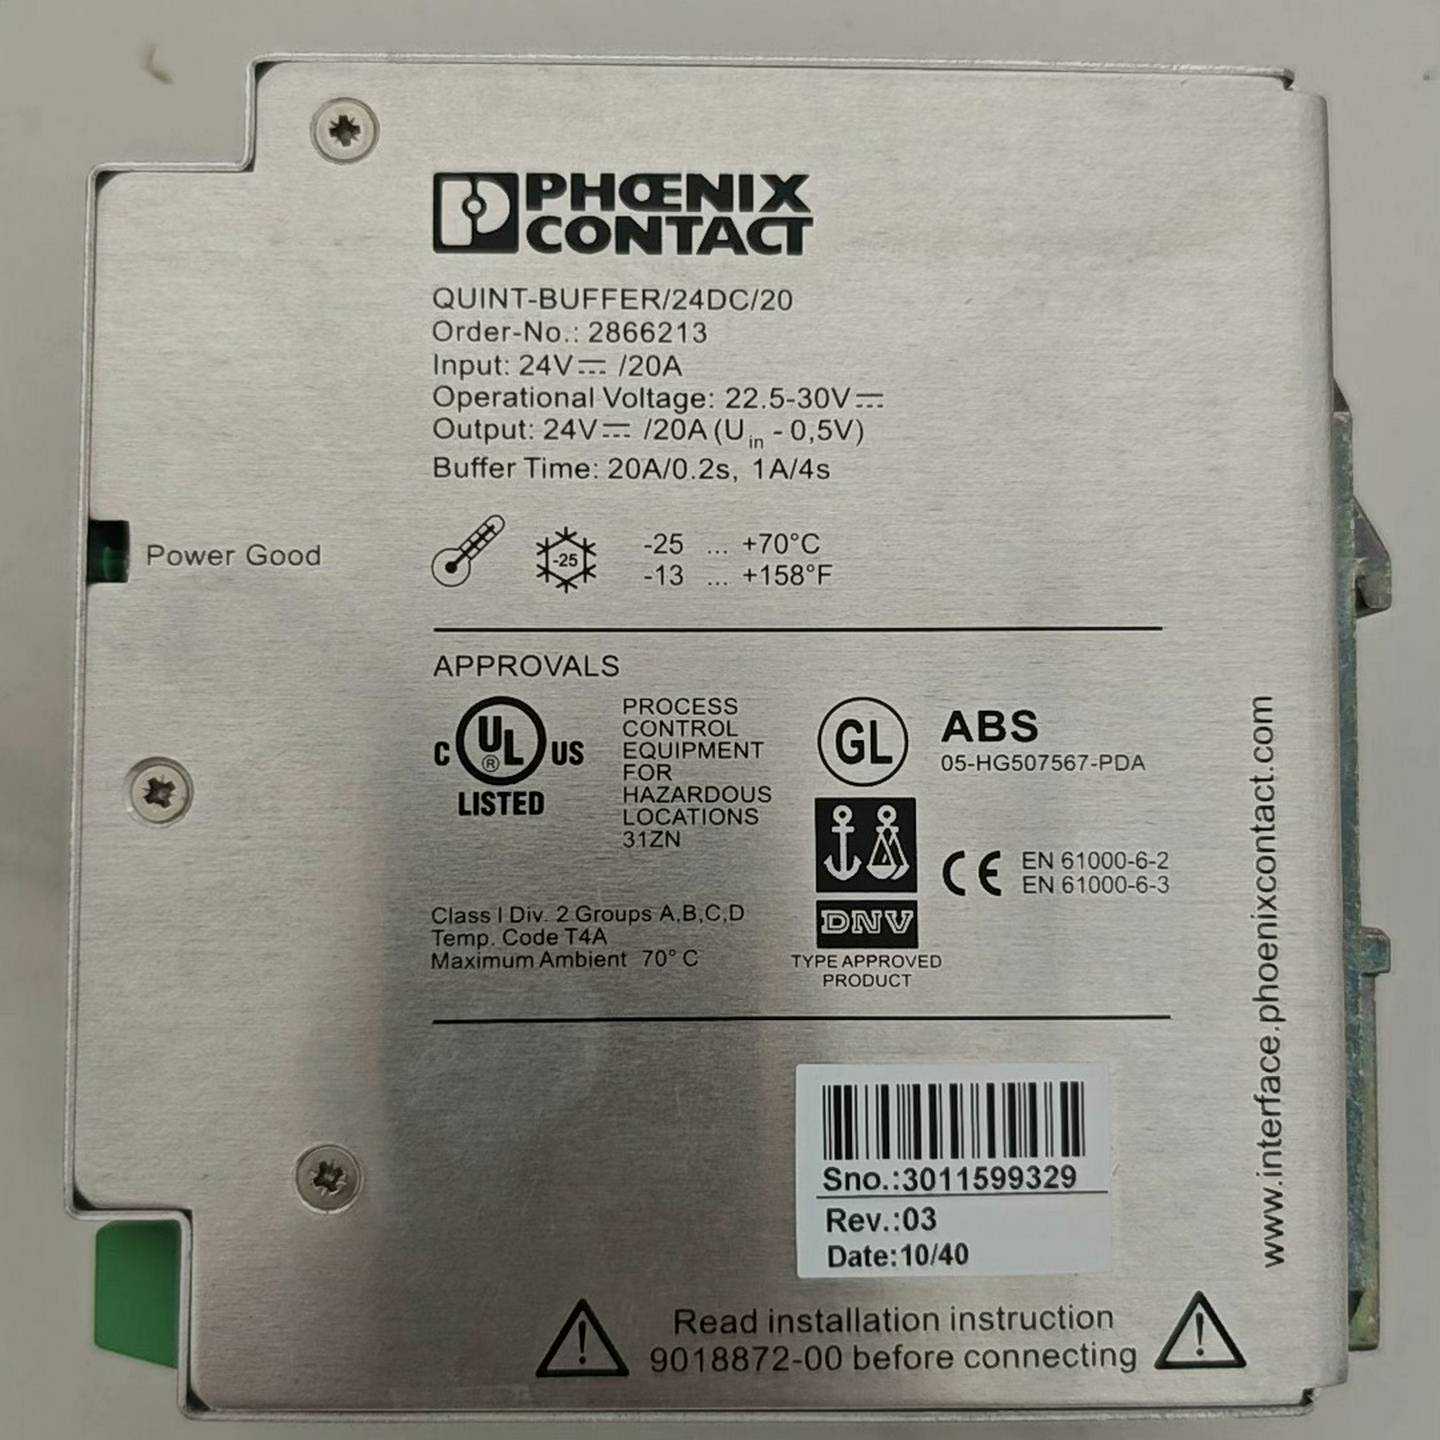 PHŒNIX
CONTACT
QUINT-BUFFER/24DC/20
Order-No.: 2866213
Input: 24V⎓ /20A
Operational Voltage: 22.5-30V⎓
Output: 24V⎓ /20A (Uin - 0,5V)
Buffer Time: 20A/0.2s, 1A/4s
Power Good
-25
-25 ... +70°C
-13 ... +158°F
APPROVALS
C UL ® US
LISTED
PROCESS
CONTROL
EQUIPMENT
FOR
HAZARDOUS
LOCATIONS
31ZN
GL
ABS
05-HG507567-PDA
CE
EN 61000-6-2
EN 61000-6-3
Class I Div. 2 Groups A,B,C,D
Temp. Code T4A
Maximum Ambient 70° C
DNV
TYPE APPROVED
PRODUCT
www.interface.phoenixcontact.com
Sno.:3011599329
Rev.:03
Date:10/40
! Read installation instruction !
9018872-00 before connecting